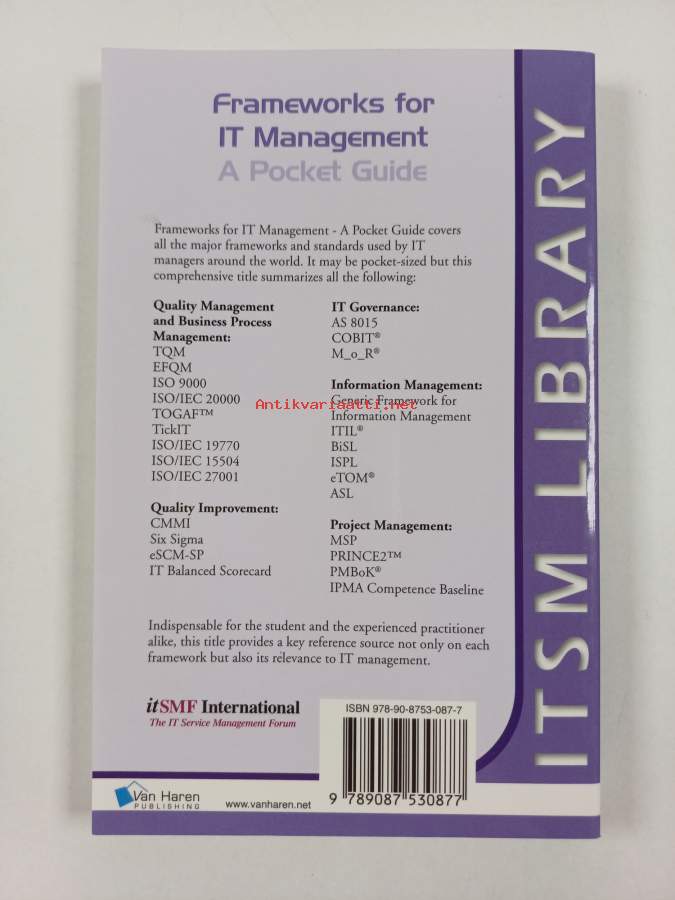 Frameworks for
IT Management
A Pocket Guide
Frameworks for IT Management - A Pocket Guide covers
all the major frameworks and standards used by IT
managers around the world. It may be pocket-sized but this
comprehensive title summarizes all the following:
Quality Management
and Business Process
Management:
TQM
EFQM
ISO 9000
ISO/IEC 20000
TOGAF™
TickIT
ISO/IEC 19770
ISO/IEC 15504
ISO/IEC 27001
Quality Improvement:
CMMI
Six Sigma
eSCM-SP
IT Balanced Scorecard
IT Governance:
AS 8015
COBIT®
M_o_R®
Information Management:
Generic Framework for
Information Management
ITIL®
BiSL
ISPL
eTOM®
ASL
Project Management:
MSP
PRINCE2™
PMBoK®
IPMA Competence Baseline
Antikvariaatti.net
Indispensable for the student and the experienced practitioner
alike, this title provides a key reference source not only on each
framework but also its relevance to IT management.
itSMF International
The IT Service Management Forum
ISBN 978-90-8753-087-7
9 789087 530877
Van Haren
PUBLISHING
www.vanharen.net
ITSM LIBRARY